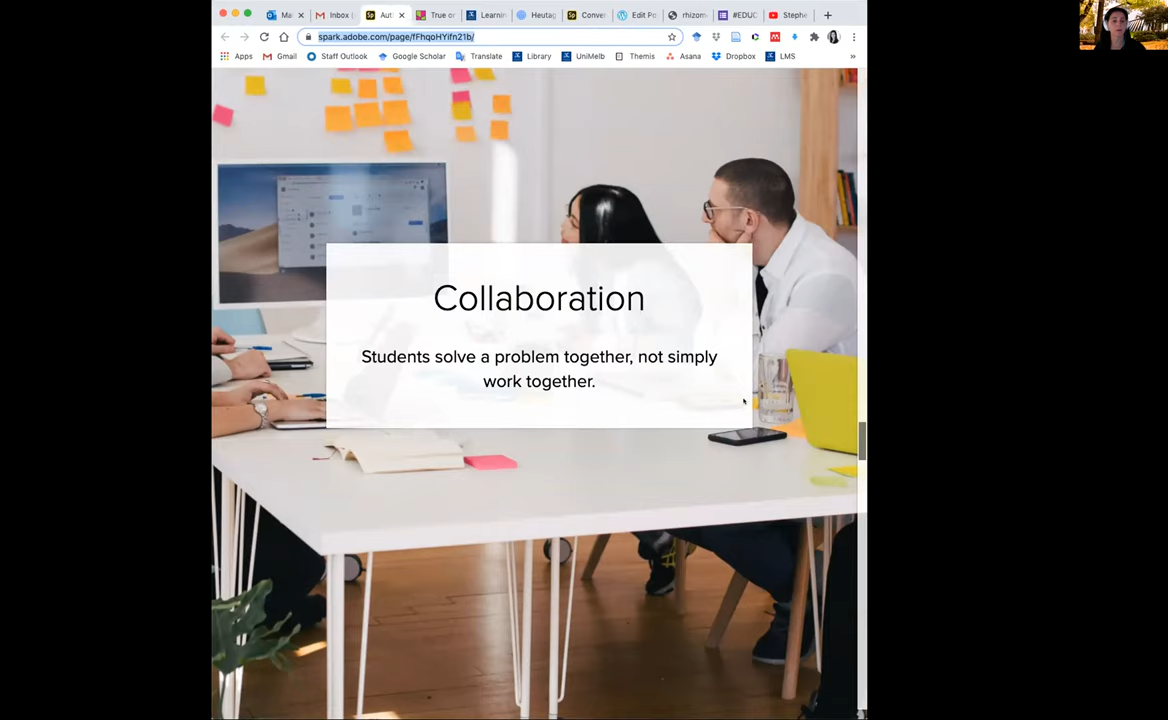 Mai
Inbox (
Aut
True or
Learnin
Heutag
Conver
Edit Po
rhizom
#EDUC
Stephe
spark.adobe.com/page/fFhqoHYifn21b/
Apps
Gmail
Staff Outlook
Google Scholar
Translate
Library
UniMelb
Themis
Asana
Dropbox
LMS
»
Collaboration
Students solve a problem together, not simply
work together.